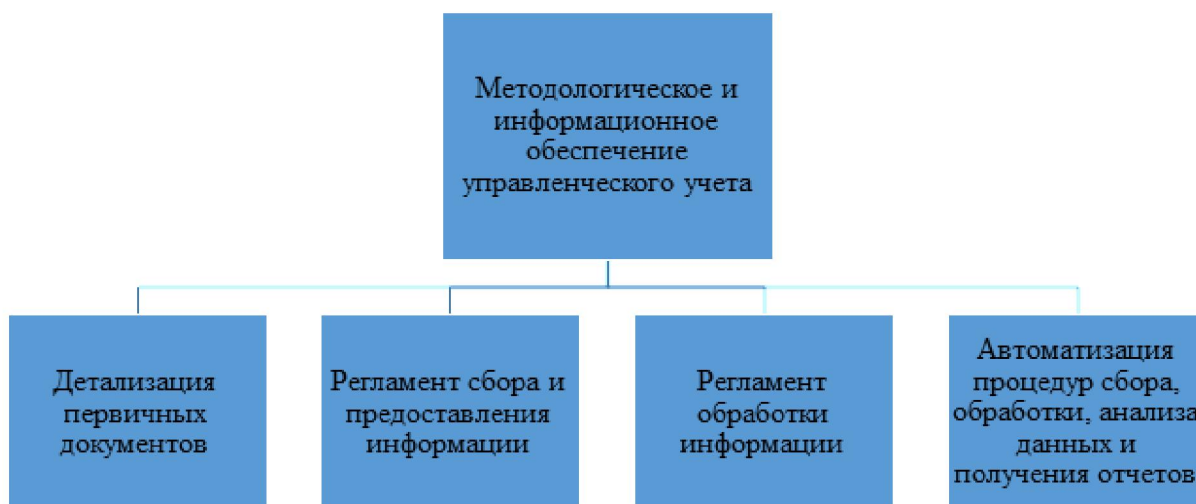 Методологическое и
информационное
обеспечение
управленческого учета
Детализация
первичных
документов
Регламент сбора и
предоставления
информации
Регламент
обработки
информации
Автоматизация
процедур сбора,
обработки, анализа
данных и
получения отчетов